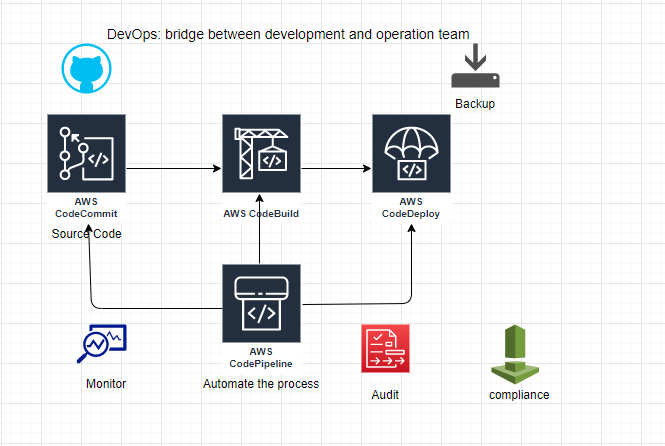 DevOps: bridge between development and operation team
Backup
AWS
CodeCommit
AWS CodeBuild
AWS
CodeDeploy
Source Code
AWS
CodePipeline
Monitor
Automate the process
Audit
compliance